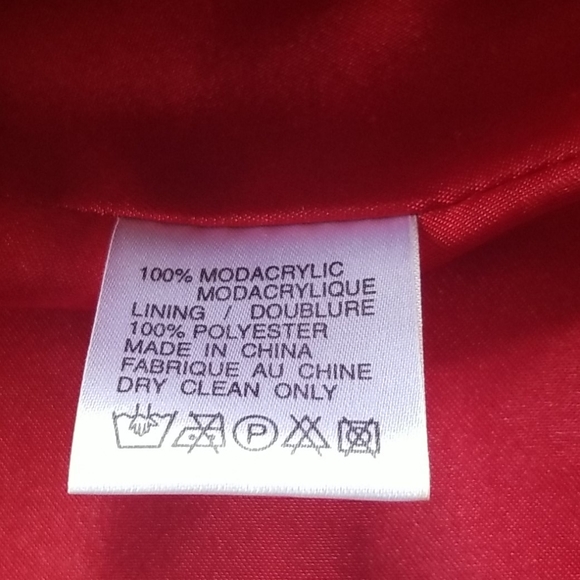 100% MODACRYLIC
MODACRYLIQUE
LINING / DOUBLURE
100% POLYESTER
MADE IN CHINA
FABRIQUE AU CHINE
DRY CLEAN ONLY
P